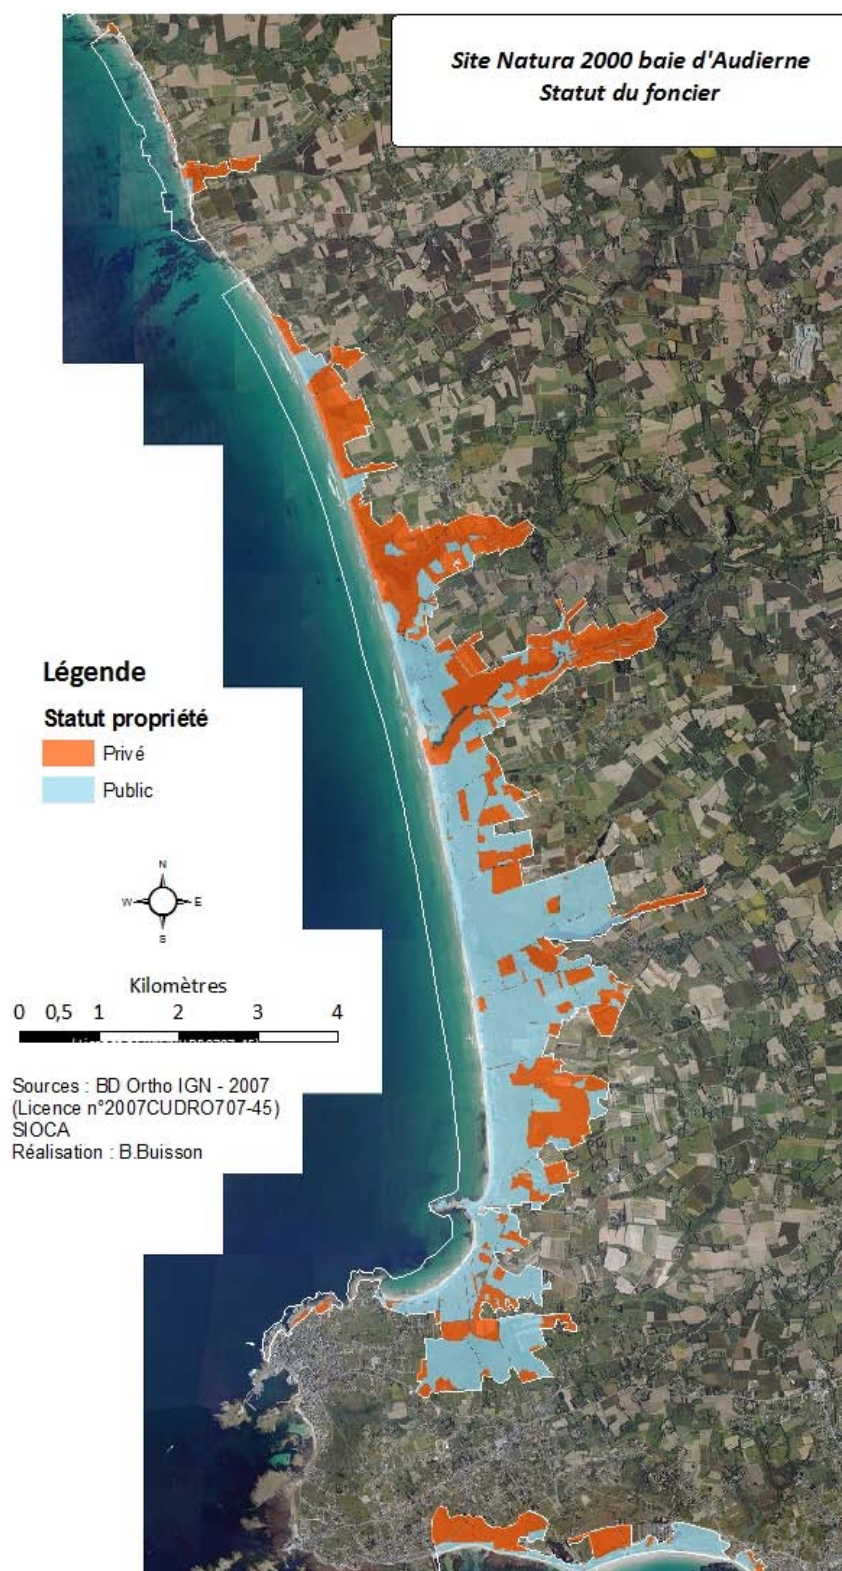 Site Natura 2000 baie d'Audierne
Statut du foncier
Légende
Statut propriété
Privé
Public
N
W E
S
Kilomètres
0 0,5 1 2 3 4
Sources : BD Ortho IGN - 2007
(Licence n°2007CUDRO707-45)
SIOCA
Réalisation : B.Buisson